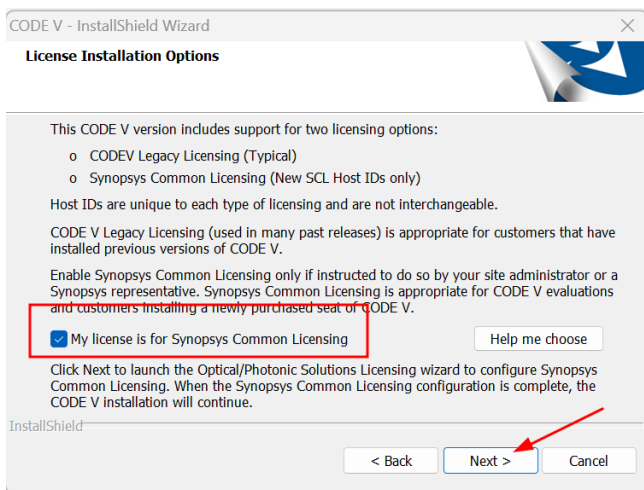 CODE V - InstallShield Wizard
License Installation Options
This CODE V version includes support for two licensing options:
o CODEV Legacy Licensing (Typical)
o Synopsys Common Licensing (New SCL Host IDs only)
Host IDs are unique to each type of licensing and are not interchangeable.
CODE V Legacy Licensing (used in many past releases) is appropriate for customers that have
installed previous versions of CODE V.
Enable Synopsys Common Licensing only if instructed to do so by your site administrator or a
Synopsys representative. Synopsys Common Licensing is appropriate for CODE V evaluations
and customers installing a newly purchased seat of CODE V.
My license is for Synopsys Common Licensing
Help me choose
Click Next to launch the Optical/Photonic Solutions Licensing wizard to configure Synopsys
Common Licensing. When the Synopsys Common Licensing configuration is complete, the
CODE V installation will continue.
InstallShield
< Back
Next >
Cancel